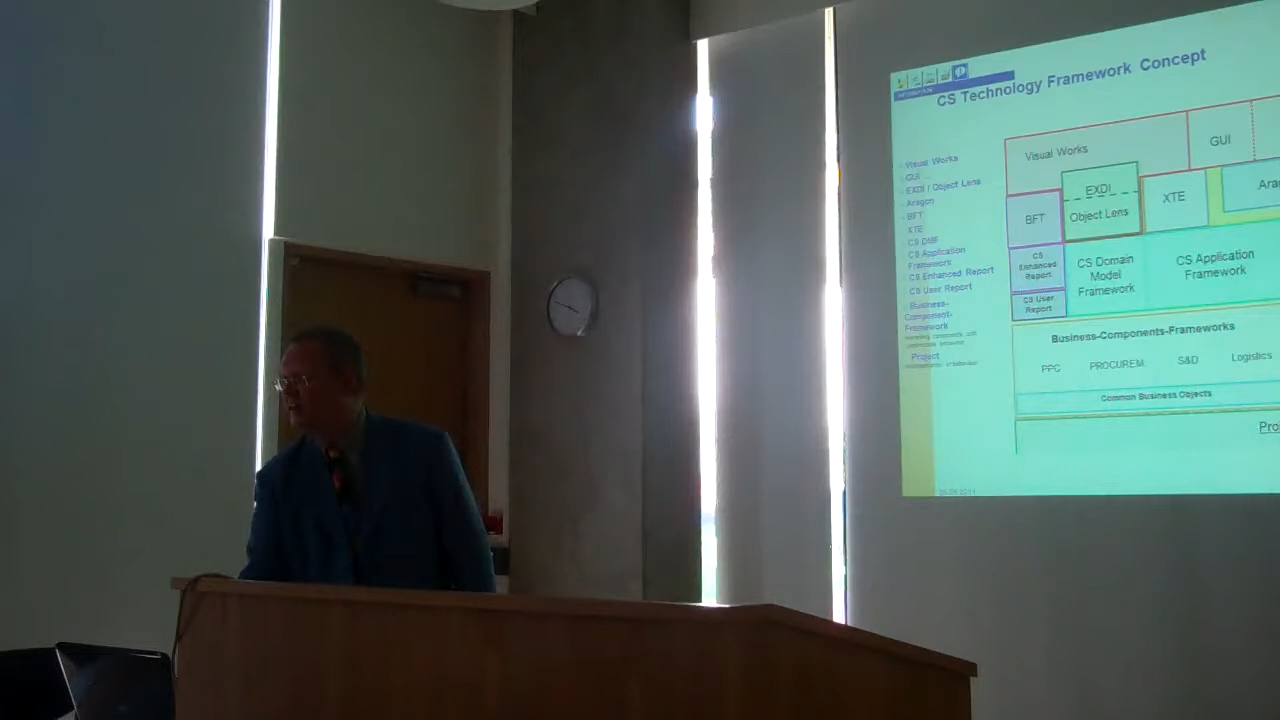 CS Technology Framework Concept
Visual Works
GUI
EXDI / Object Lens
Aragon
BFT
XTE
CS DMF
CS Application
Framework
CS Enhanced Report
CS User Report
Business-
Component-
Framework
Project
Visual Works
GUI
EXDI
Object Lens
BFT
XTE
CS
Enhanced
Report
CS User
Report
CS Domain
Model
Framework
CS Application
Framework
Business-Components-Frameworks
PPC
PROCUREM.
S&D
Logistics
Common Business Objects